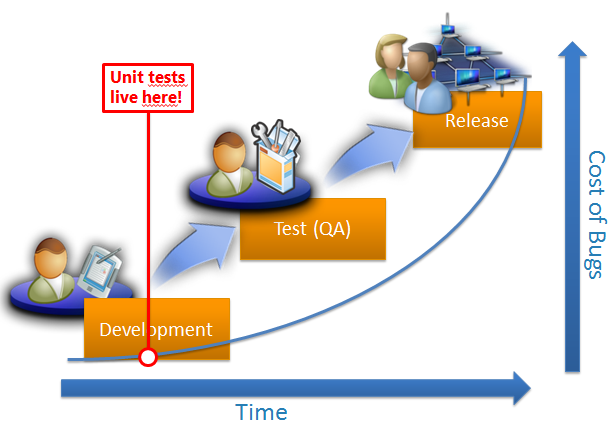 Unit tests
live here!
Release
Test (QA)
Development
Cost of Bugs
Time